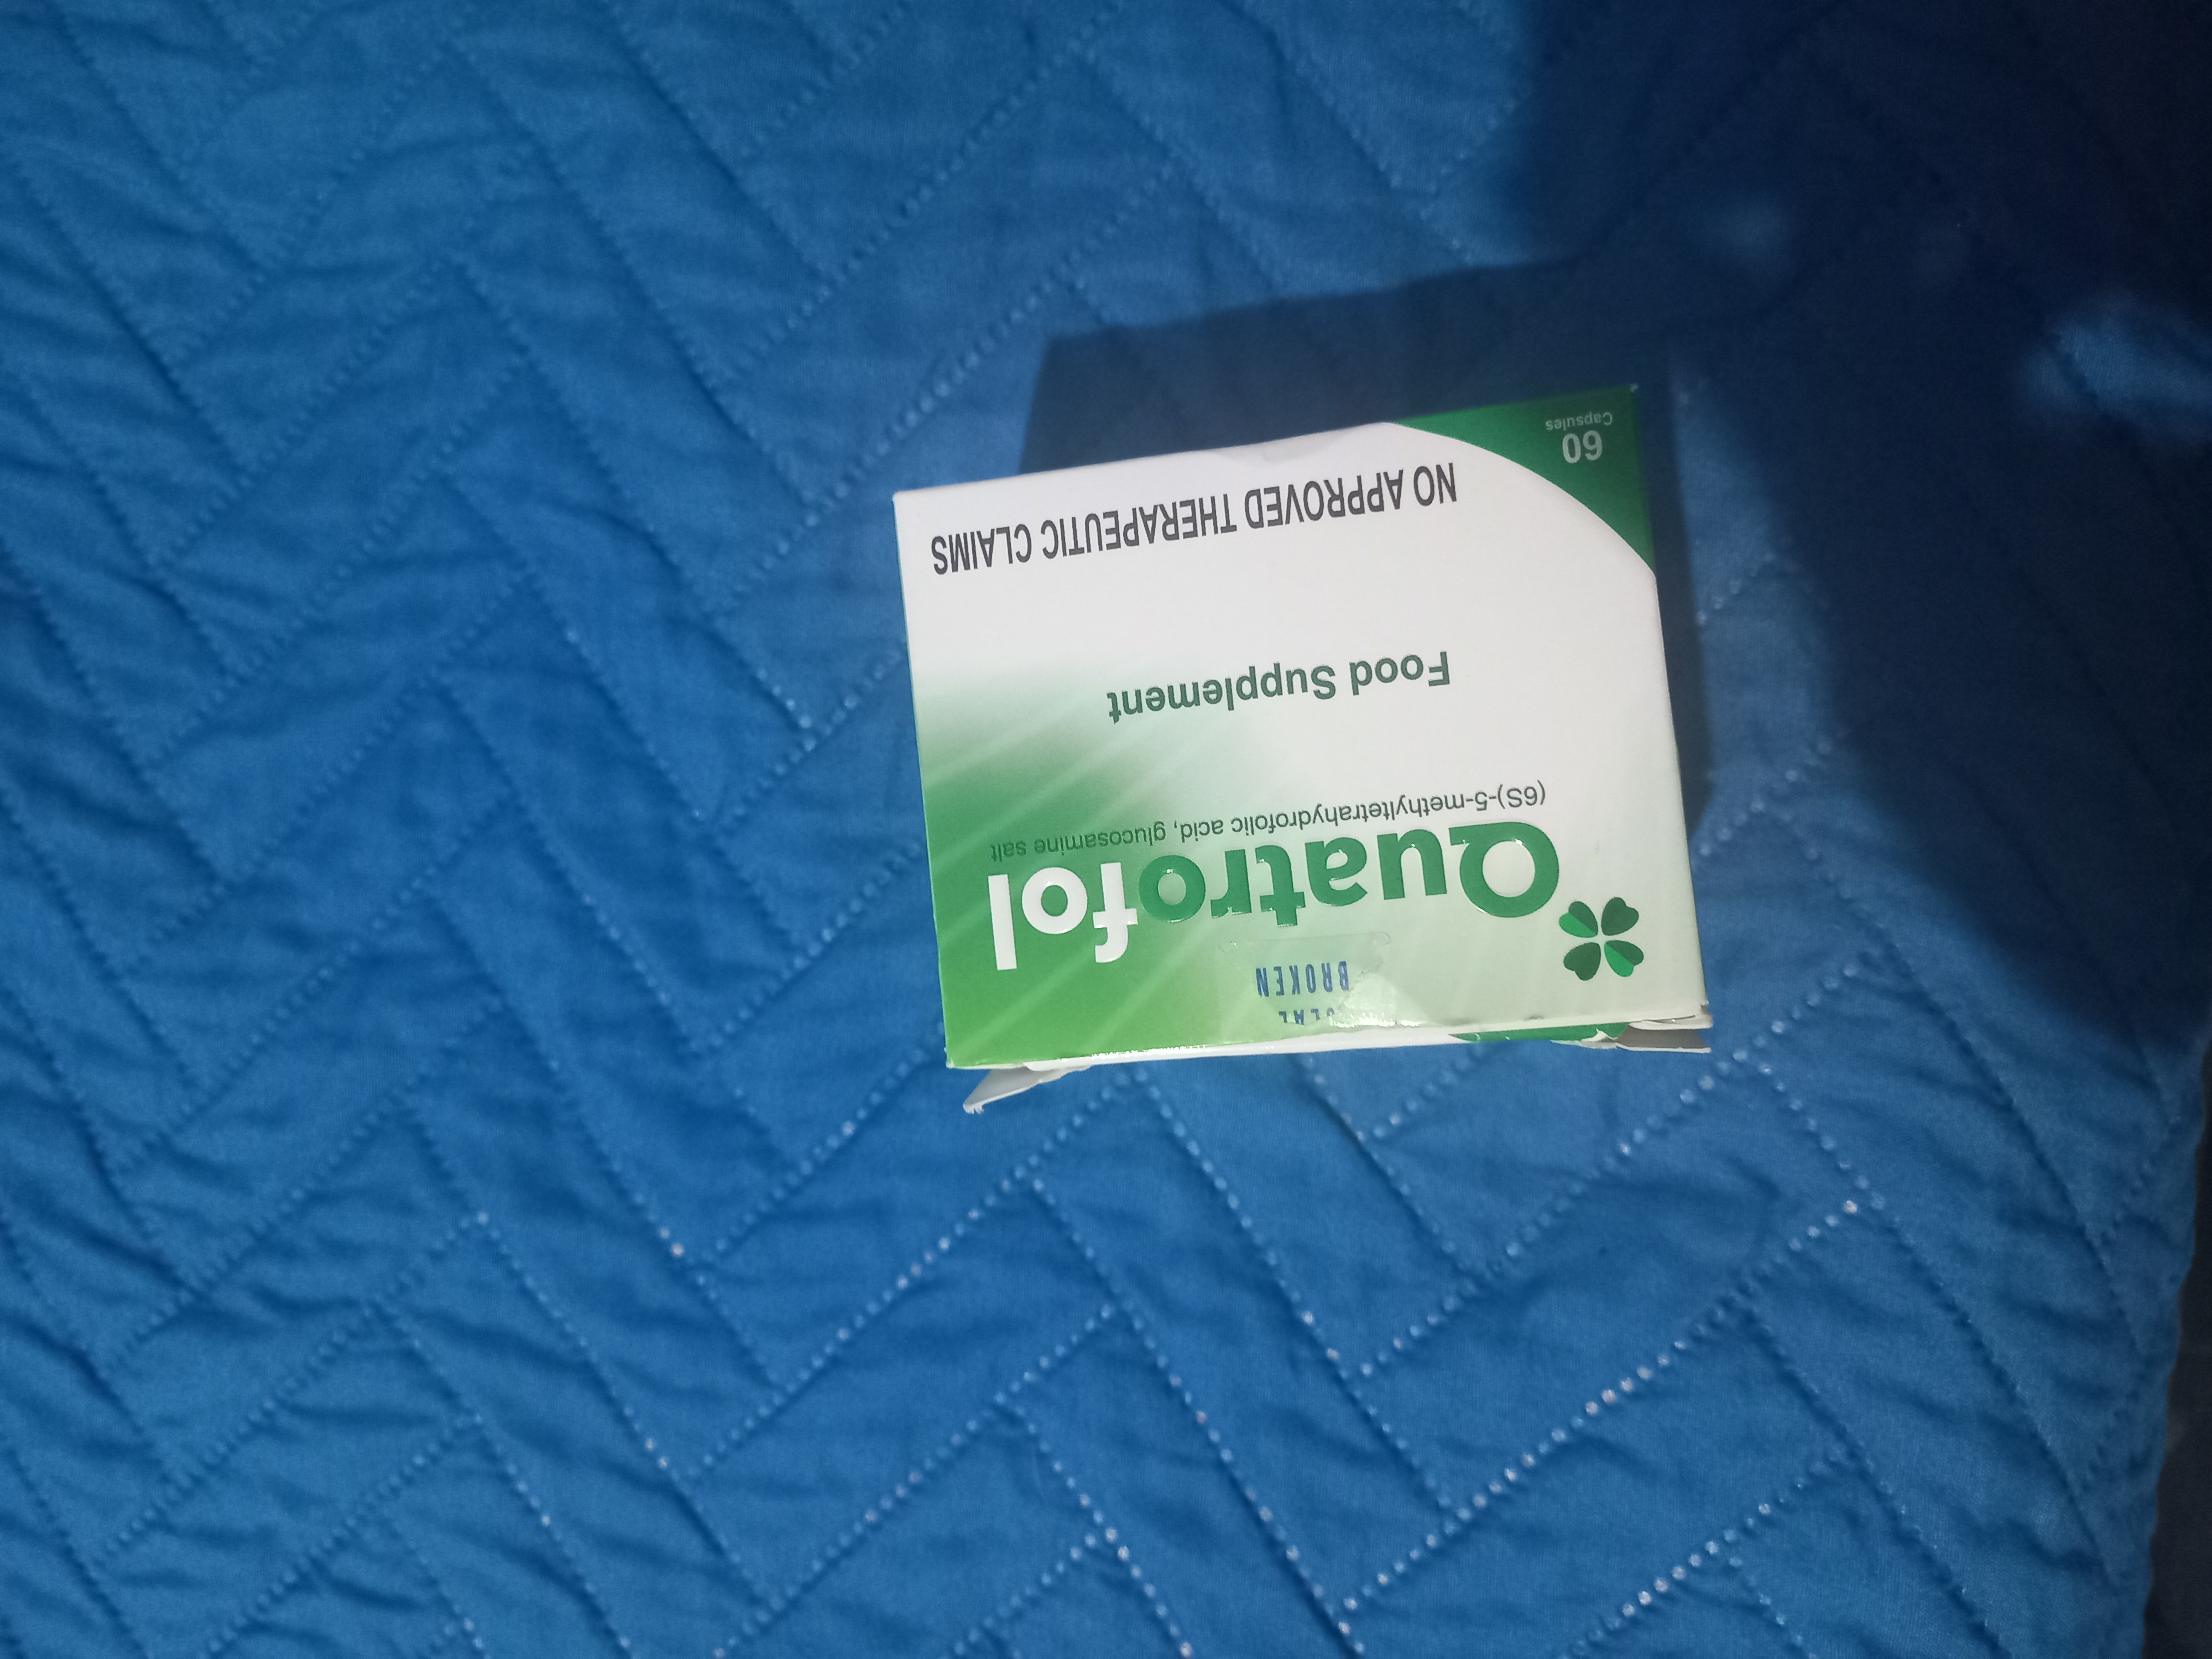 BROKEN
Quatrofol
(6S)-5-methyltetrahydrofolic acid, glucosamine salt
Food Supplement
NO APPROVED THERAPEUTIC CLAIMS
60
Capsules